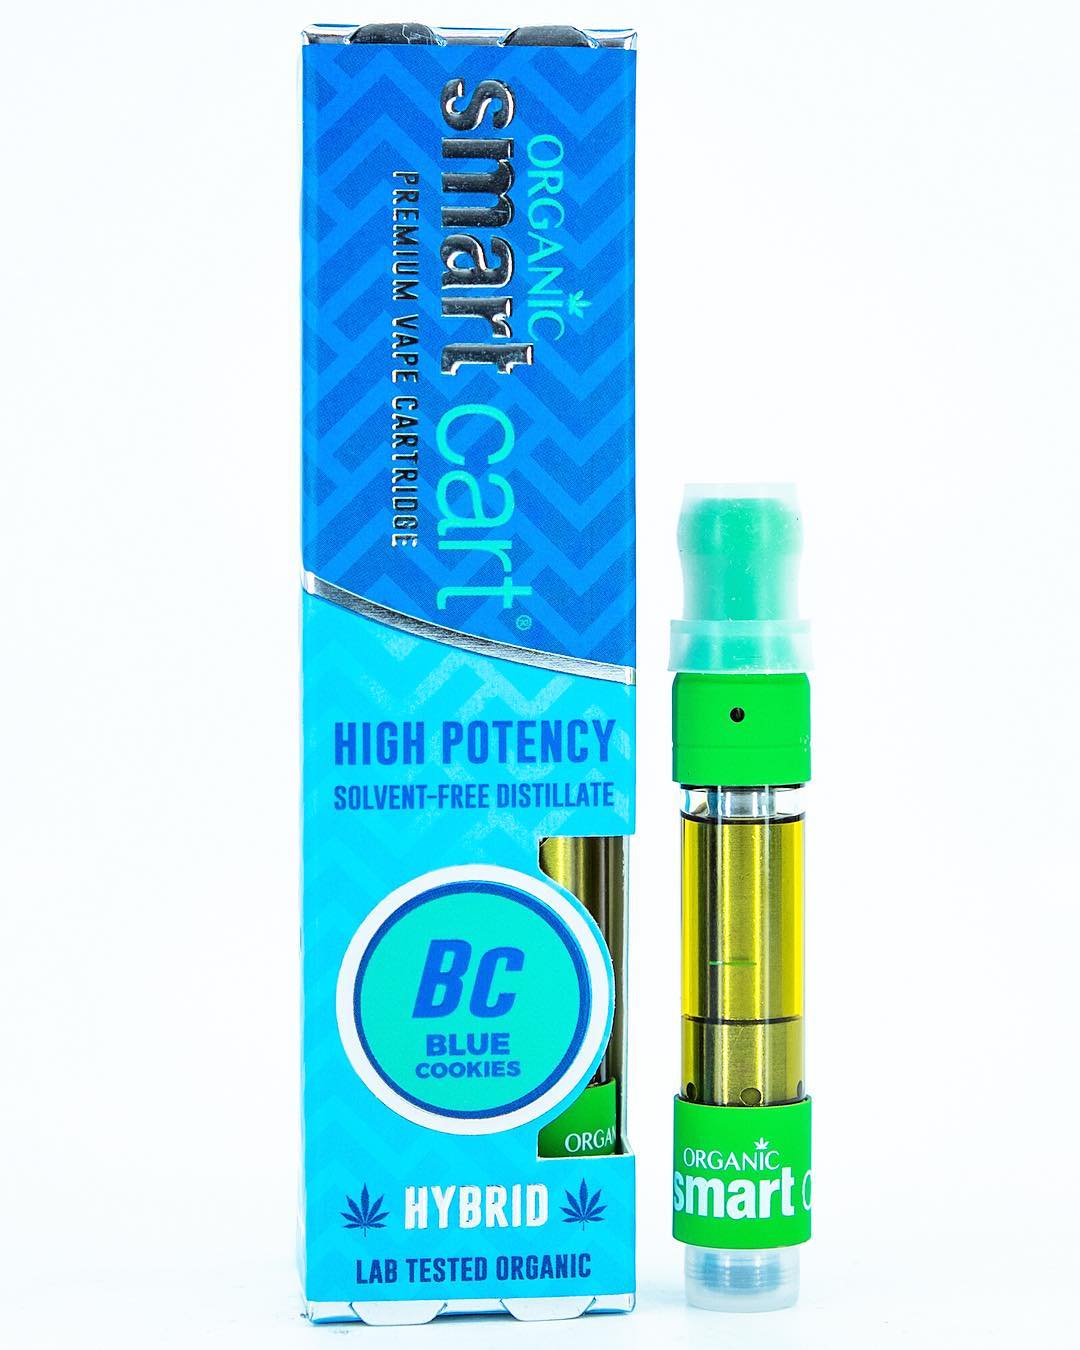 ORGANIC
smart cart®
PREMIUM VAPE CARTRIDGE
HIGH POTENCY
SOLVENT-FREE DISTILLATE
BC
BLUE
COOKIES
ORGAN
HYBRID
LAB TESTED ORGANIC
ORGANIC
smart c